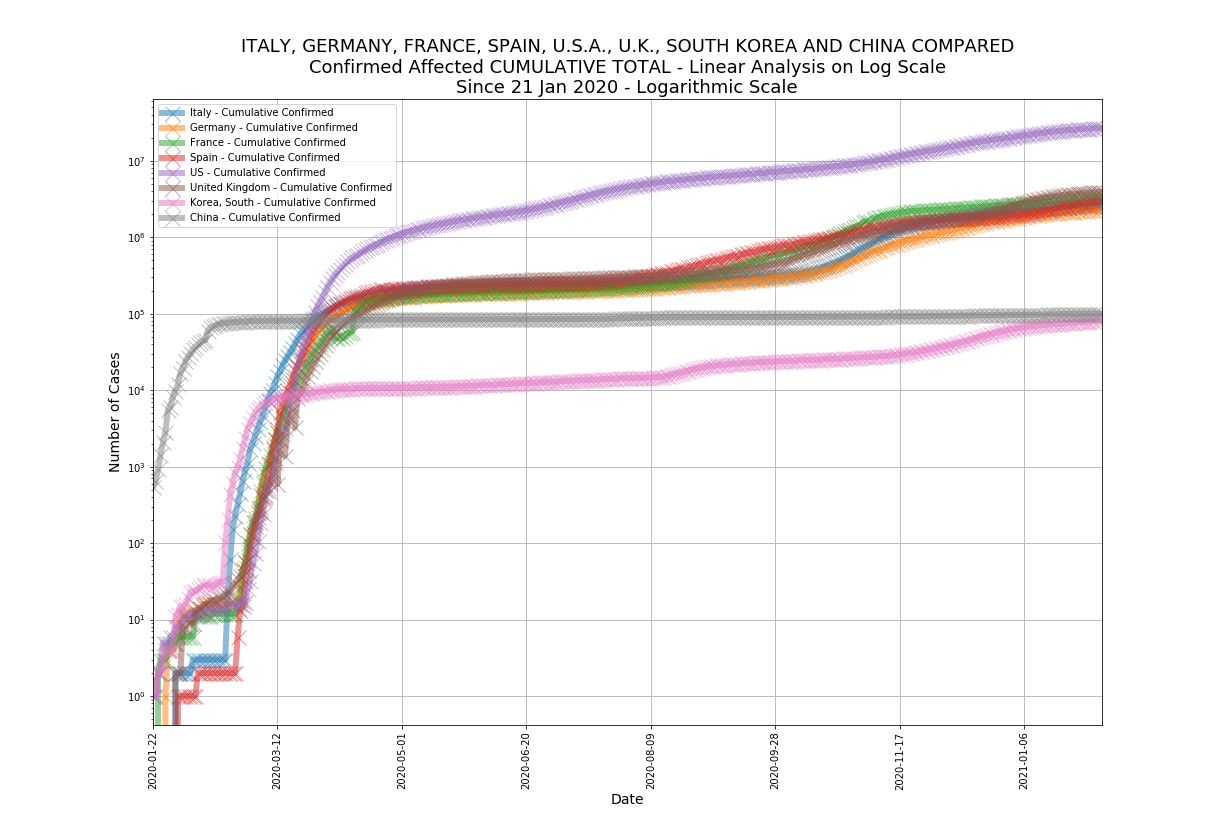 ITALY, GERMANY, FRANCE, SPAIN, U.S.A., U.K., SOUTH KOREA AND CHINA COMPARED
Confirmed Affected CUMULATIVE TOTAL - Linear Analysis on Log Scale
Since 21 Jan 2020 - Logarithmic Scale
Italy - Cumulative Confirmed
Germany - Cumulative Confirmed
France - Cumulative Confirmed
Spain - Cumulative Confirmed
US - Cumulative Confirmed
United Kingdom - Cumulative Confirmed
Korea, South - Cumulative Confirmed
China - Cumulative Confirmed
Number of Cases
10⁷
10⁶
10⁵
10⁴
10³
10²
10¹
10⁰
2020-01-22
2020-03-12
2020-05-01
2020-06-20
2020-08-09
2020-09-28
2020-11-17
2021-01-06
Date